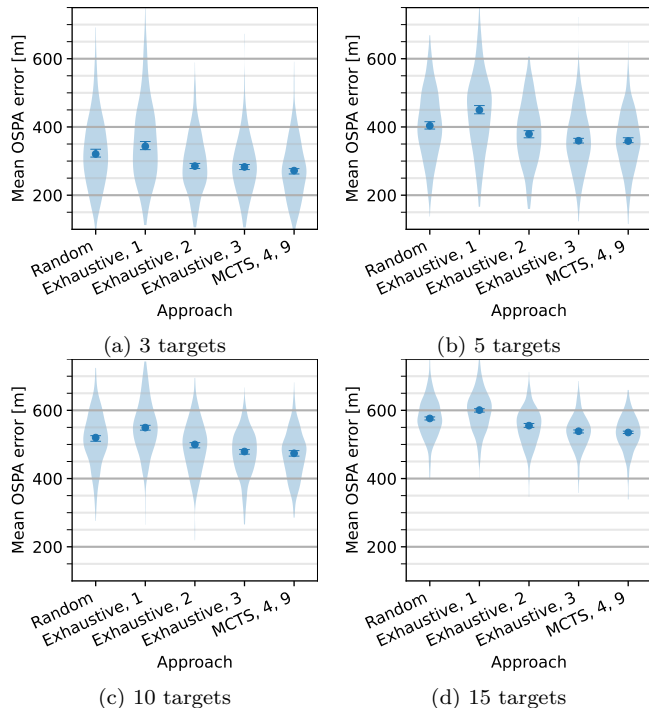 Mean OSPA error [m]
600
400
200
Random
Exhaustive, 1
Exhaustive, 2
Exhaustive, 3
MCTS, 4, 9
Approach
(a) 3 targets
Mean OSPA error [m]
600
400
200
Random
Exhaustive, 1
Exhaustive, 2
Exhaustive, 3
MCTS, 4, 9
Approach
(b) 5 targets
Mean OSPA error [m]
600
400
200
Random
Exhaustive, 1
Exhaustive, 2
Exhaustive, 3
MCTS, 4, 9
Approach
(c) 10 targets
Mean OSPA error [m]
600
400
200
Random
Exhaustive, 1
Exhaustive, 2
Exhaustive, 3
MCTS, 4, 9
Approach
(d) 15 targets